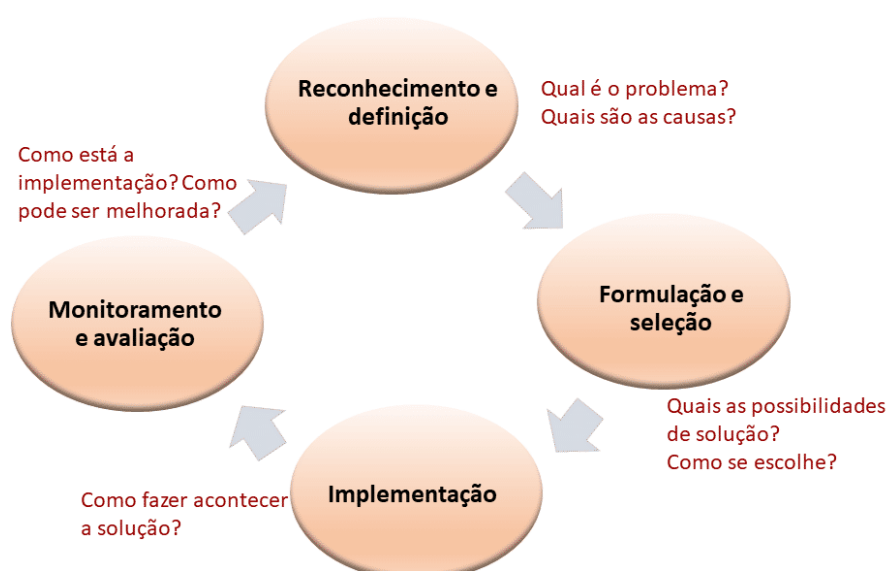 Reconhecimento e
definição
Qual é o problema?
Quais são as causas?
Formulação e
seleção
Quais as possibilidades
de solução?
Como se escolhe?
Implementação
Como fazer acontecer
a solução?
Monitoramento
e avaliação
Como está a
implementação? Como
pode ser melhorada?